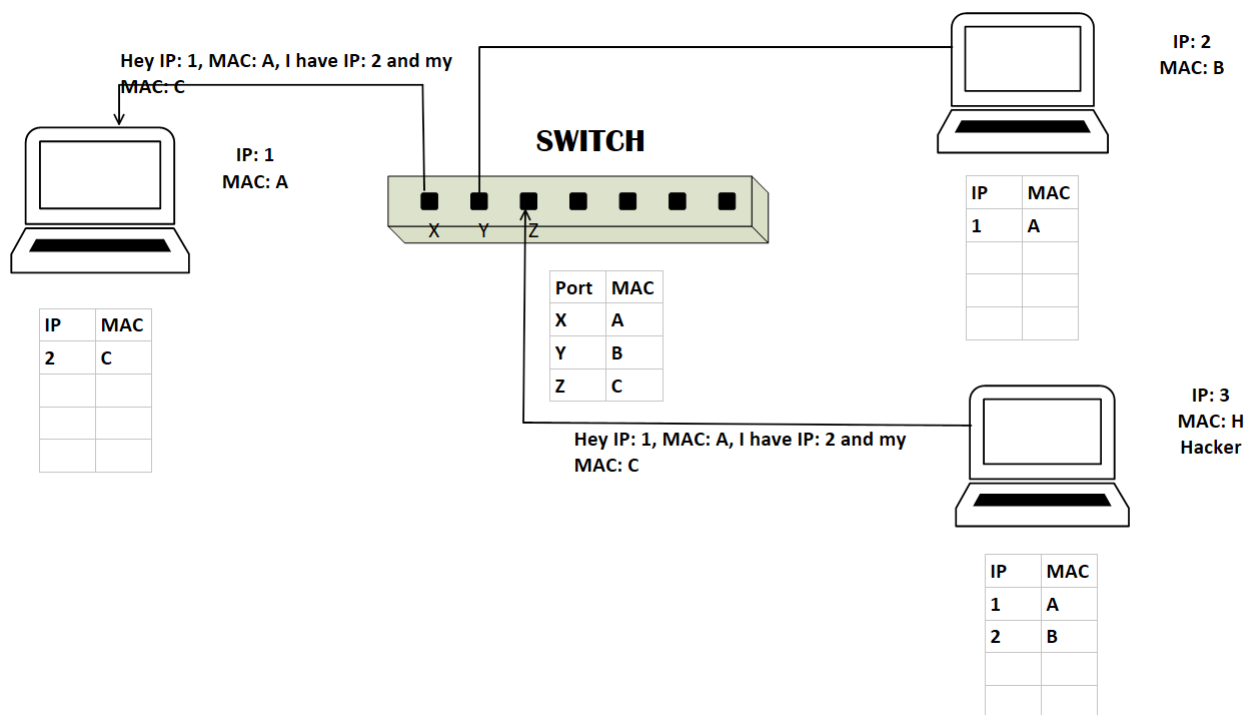 Hey IP: 1, MAC: A, I have IP: 2 and my
MAC: C
IP: 2
MAC: B
SWITCH
IP: 1
MAC: A
X Y Z
IP MAC
1 A
Port MAC
X A
Y B
Z C
IP MAC
2 C
IP: 3
MAC: H
Hacker
Hey IP: 1, MAC: A, I have IP: 2 and my
MAC: C
IP MAC
1 A
2 B